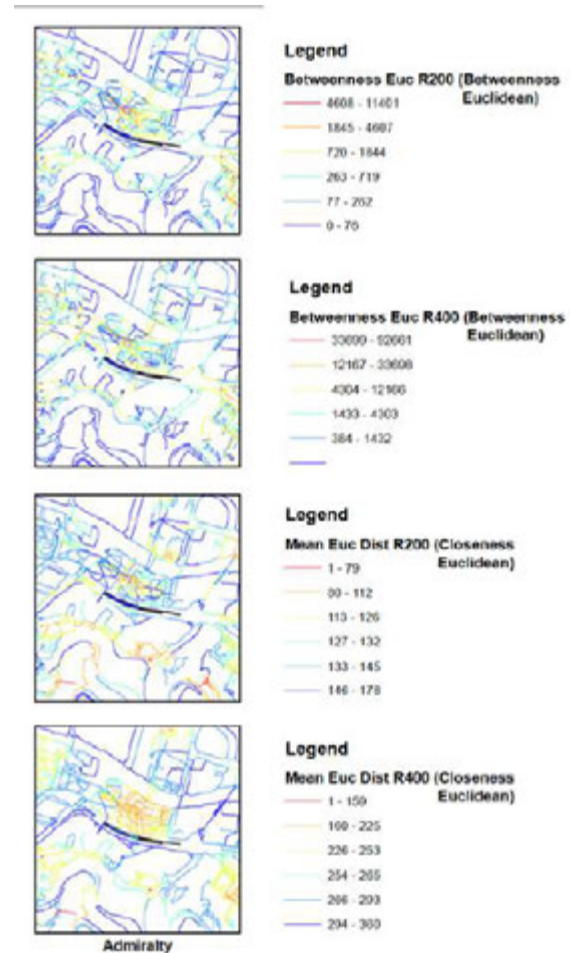 Legend
Betweenness Euc R200 (Betweenness
Euclidean)
4608 - 11401
1845 - 4607
720 - 1844
263 - 719
77 - 262
0 - 76
Legend
Betweenness Euc R400 (Betweenness
Euclidean)
33699 - 92661
12167 - 33698
4304 - 12166
1433 - 4303
384 - 1432
Legend
Mean Euc Dist R200 (Closeness
Euclidean)
1 - 79
80 - 112
113 - 126
127 - 132
133 - 145
146 - 178
Legend
Mean Euc Dist R400 (Closeness
Euclidean)
1 - 159
160 - 225
226 - 253
254 - 265
266 - 293
294 - 360
Admiralty